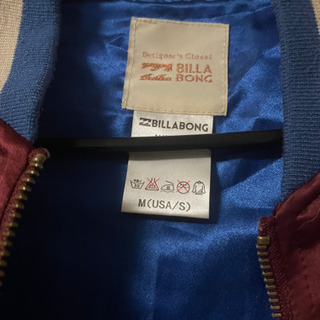 Designer's Closet
BILLA
BONG
BILLABONG
M(USA/S)